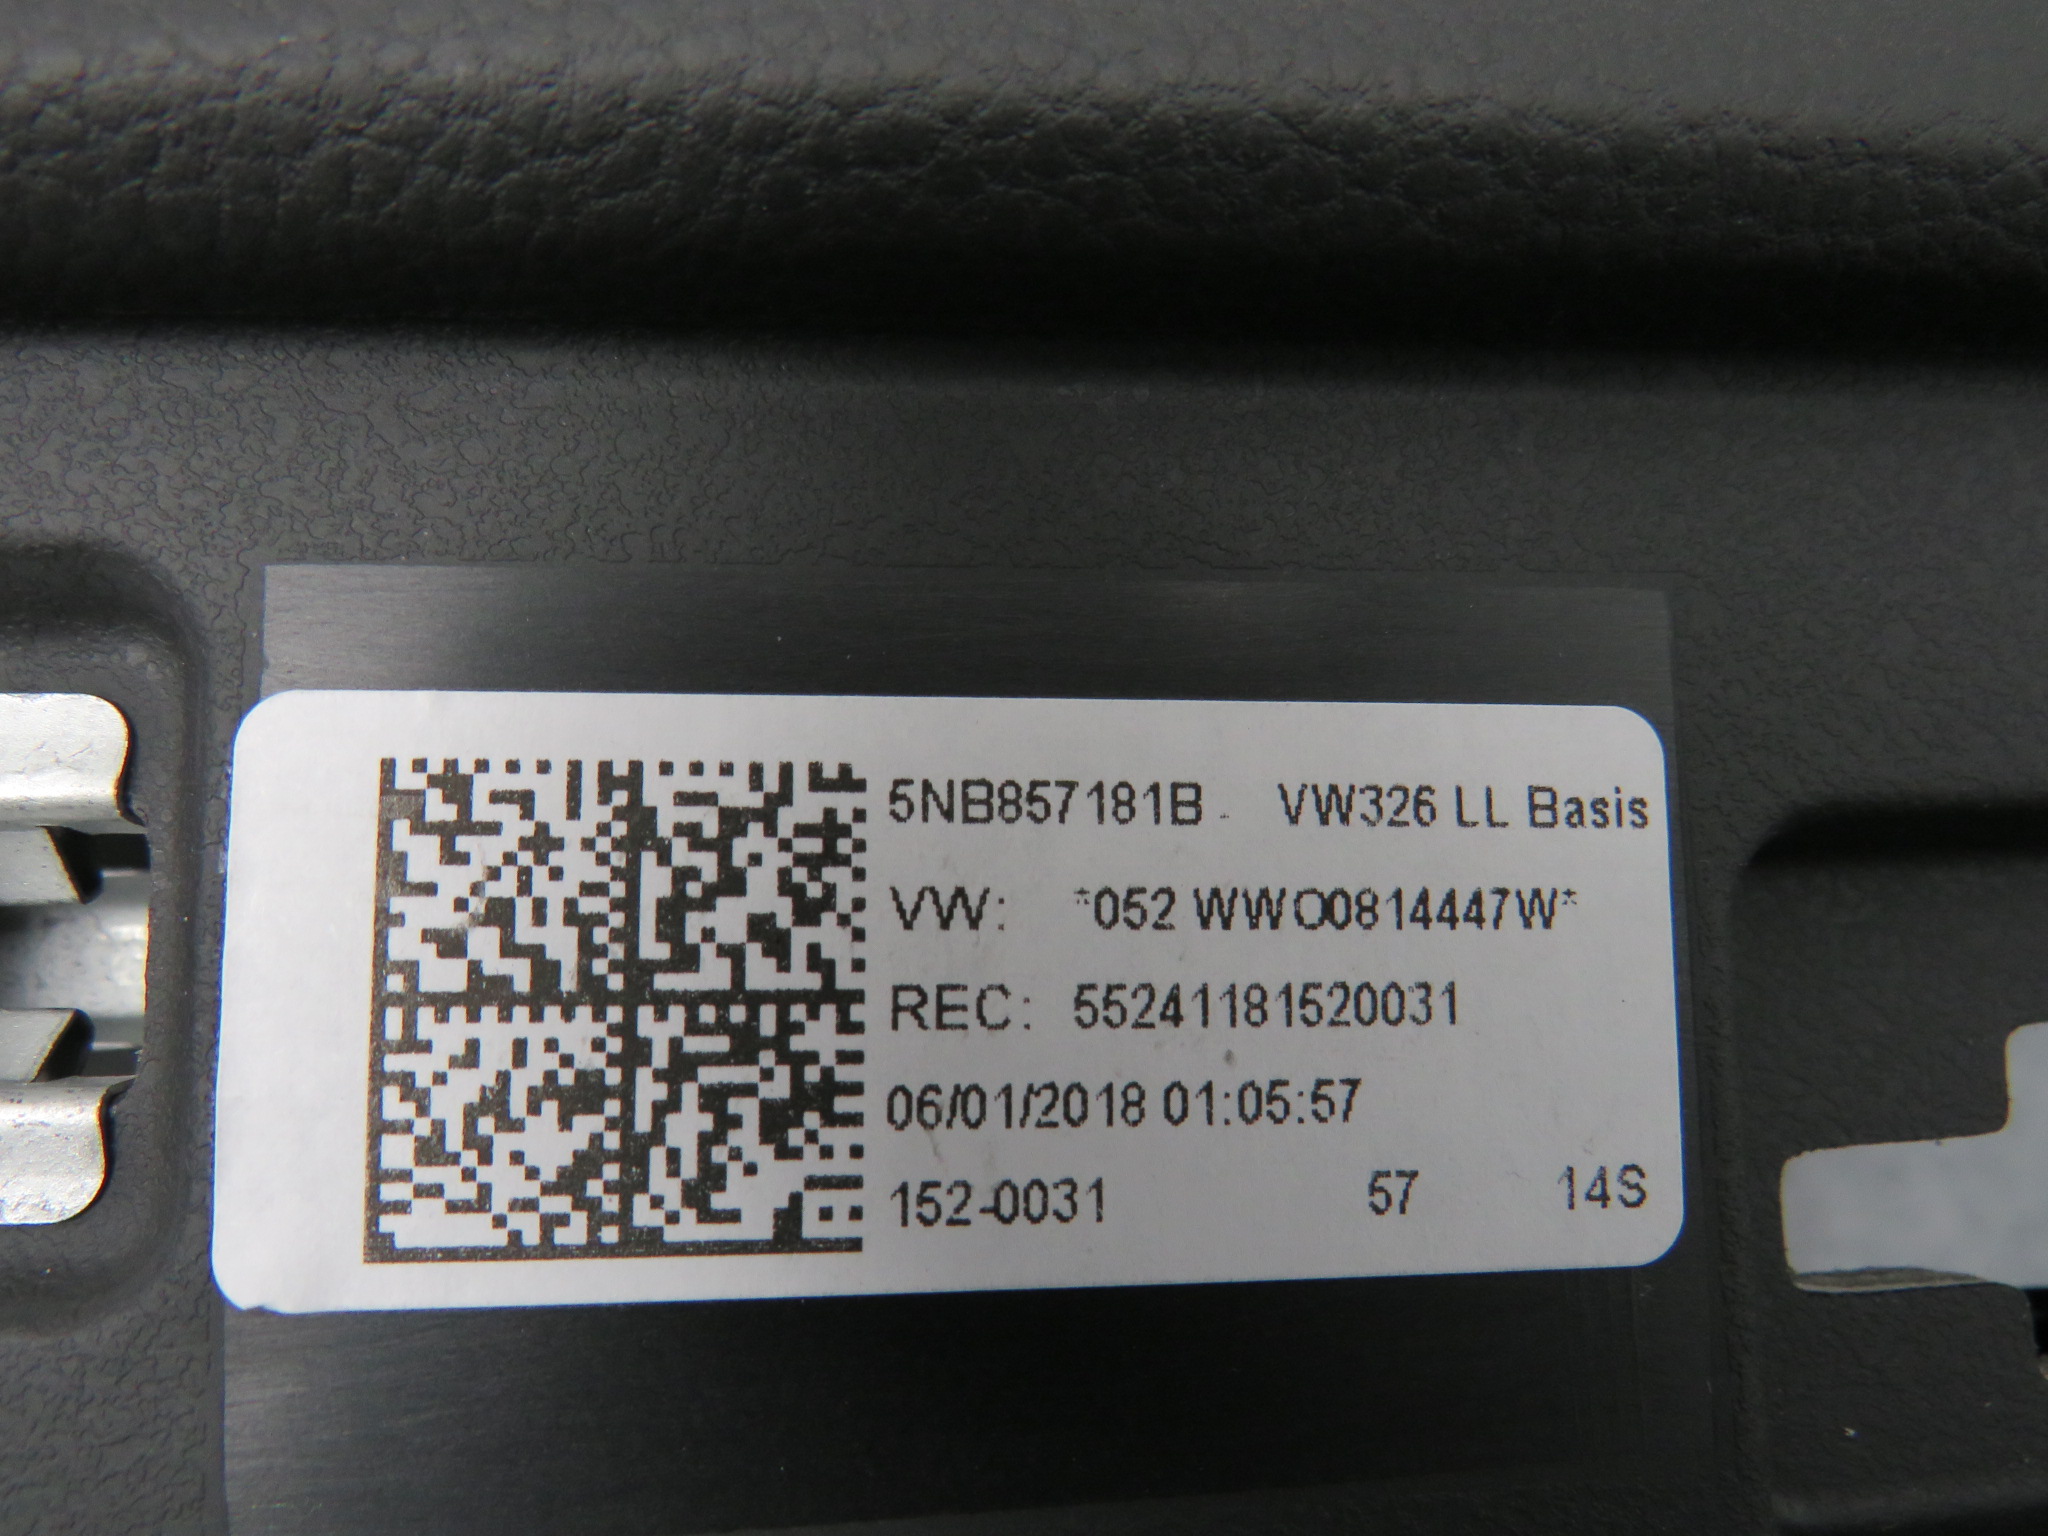 5NB857181B - VW326 LL Basis
VW: *052 WWO0814447W*
REC: 55241181520031
06/01/2018 01:05:57
152-0031 57 14S